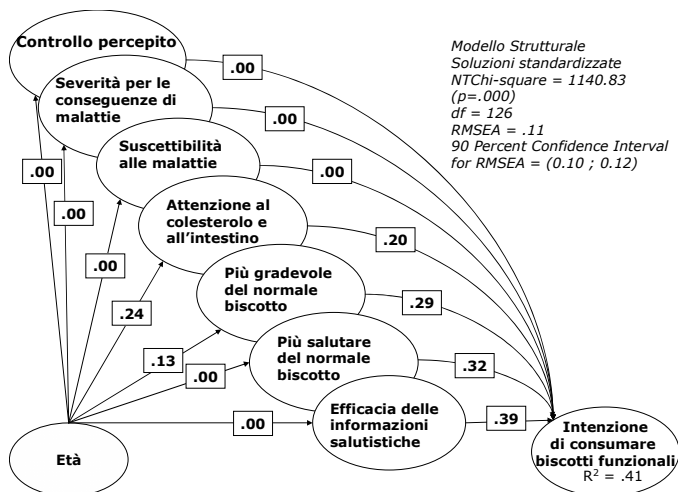 Controllo percepito
Severità per le
conseguenze di
malattie
Suscettibilità
alle malattie
Attenzione al
colesterolo e
all'intestino
Più gradevole
del normale
biscotto
Più salutare
del normale
biscotto
Efficacia delle
informazioni
salutistiche
Età
Intenzione
di consumare
biscotti funzionali
R² = .41
Modello Strutturale
Soluzioni standardizzate
NTChi-square = 1140.83
(p=.000)
df = 126
RMSEA = .11
90 Percent Confidence Interval
for RMSEA = (0.10 ; 0.12)
.00
.00
.00
.20
.29
.32
.39
.00
.00
.00
.24
.13
.00
.00